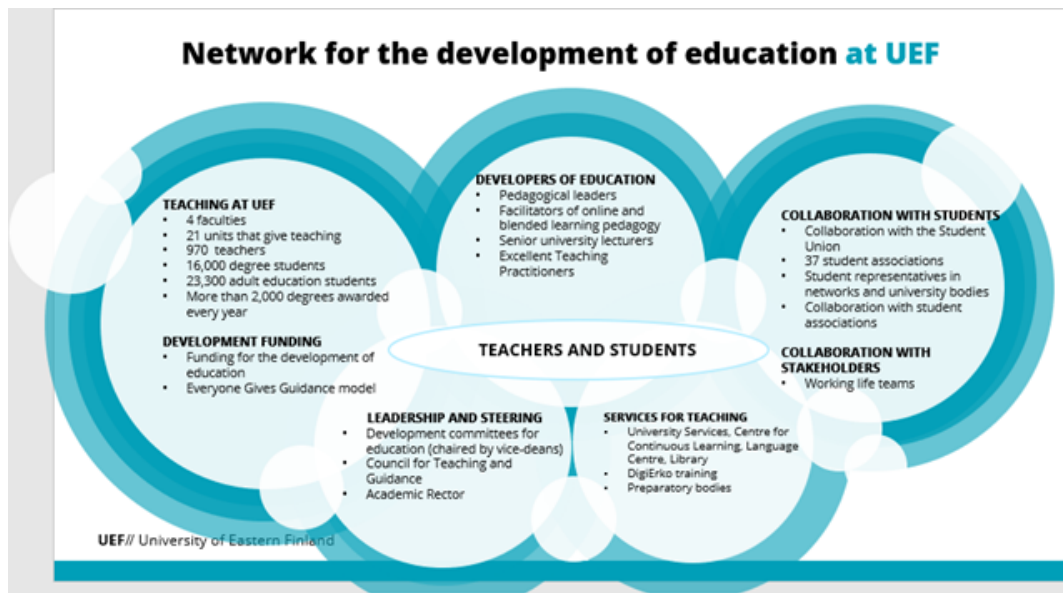 Network for the development of education at UEF
TEACHING AT UEF
• 4 faculties
• 21 units that give teaching
• 970 teachers
• 16,000 degree students
• 23,300 adult education students
• More than 2,000 degrees awarded
every year
DEVELOPMENT FUNDING
• Funding for the development of
education
• Everyone Gives Guidance model
DEVELOPERS OF EDUCATION
• Pedagogical leaders
• Facilitators of online and
blended learning pedagogy
• Senior university lecturers
• Excellent Teaching
Practitioners
COLLABORATION WITH STUDENTS
• Collaboration with the Student
Union
• 37 student associations
• Student representatives in
networks and university bodies
• Collaboration with student
associations
COLLABORATION WITH
STAKEHOLDERS
• Working life teams
TEACHERS AND STUDENTS
LEADERSHIP AND STEERING
• Development committees for
education (chaired by vice-deans)
• Council for Teaching and
Guidance
• Academic Rector
SERVICES FOR TEACHING
• University Services, Centre for
Continuous Learning, Language
Centre, Library
• DigiErko training
• Preparatory bodies
UEF// University of Eastern Finland